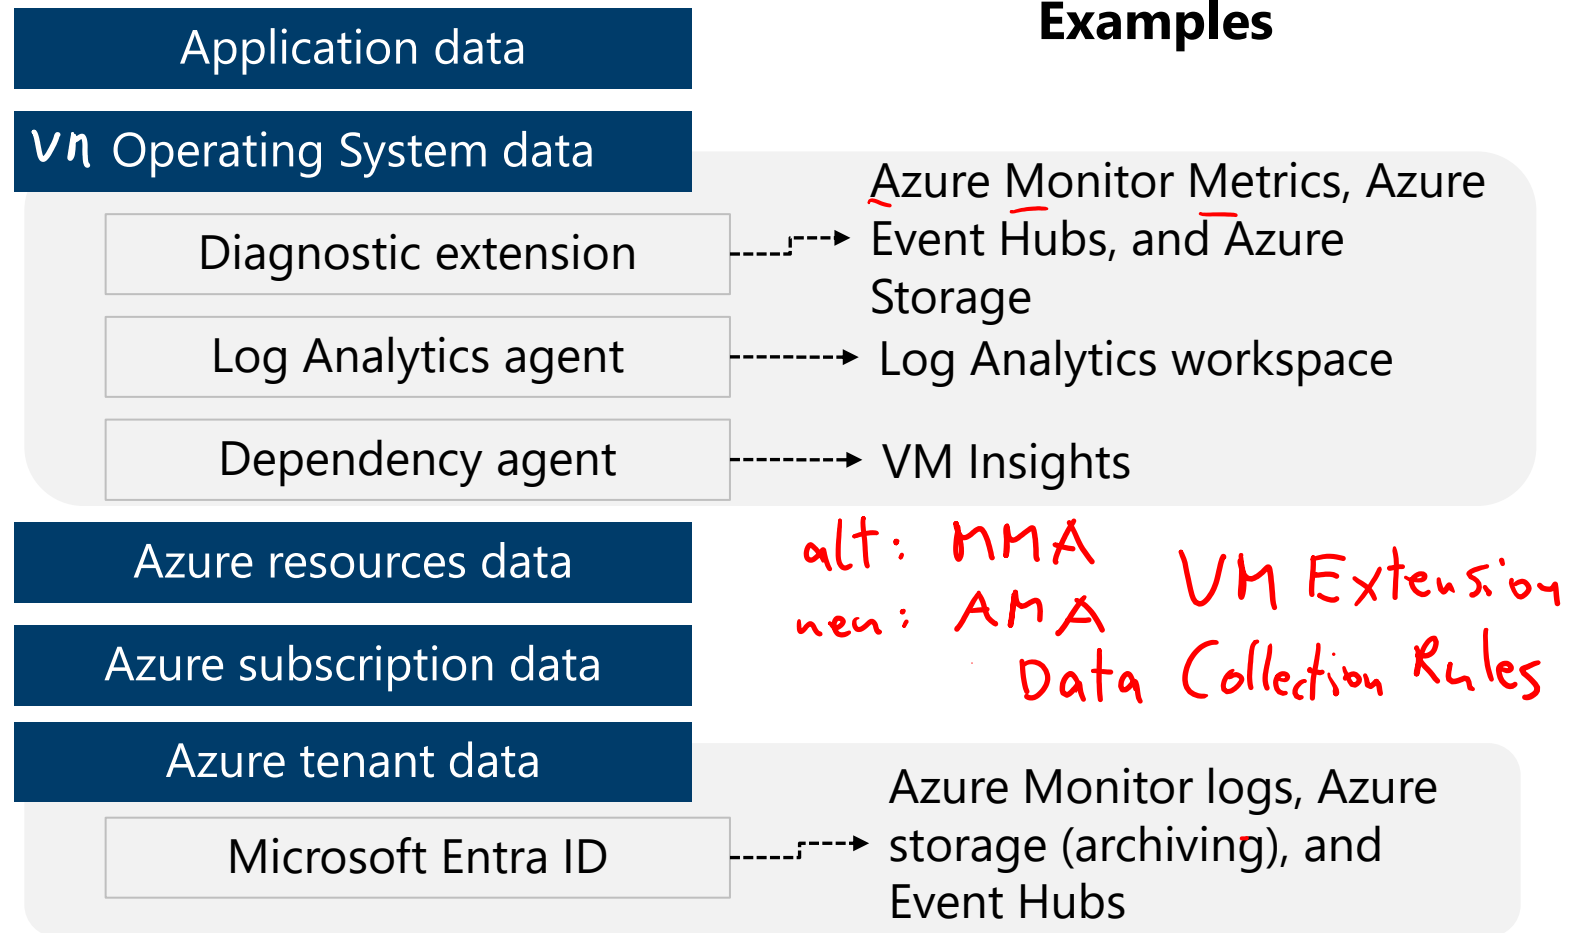 Examples
Application data
vn Operating System data
Diagnostic extension
Azure Monitor Metrics, Azure
Event Hubs, and Azure
Storage
Log Analytics agent
Log Analytics workspace
Dependency agent
VM Insights
Azure resources data
alt: MMA
neu: AMA
VM Extension
Data Collection Rules
Azure subscription data
Azure tenant data
Microsoft Entra ID
Azure Monitor logs, Azure
storage (archiving), and
Event Hubs